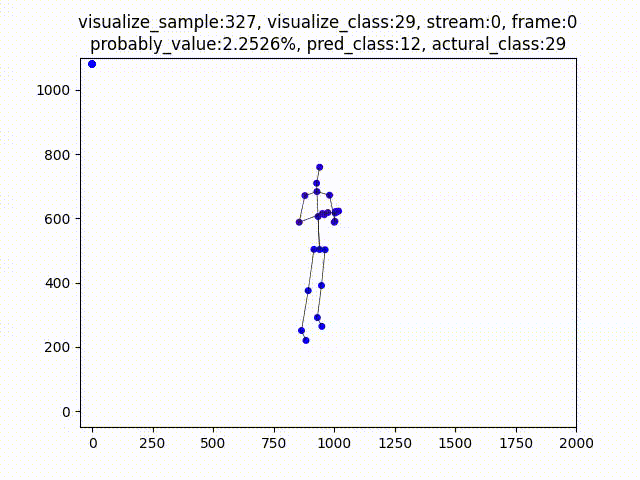 visualize_sample:327, visualize_class:29, stream:0, frame:0
probably_value:2.2526%, pred_class:12, actural_class:29
1000
800
600
400
200
0
0 250 500 750 1000 1250 1500 1750 2000